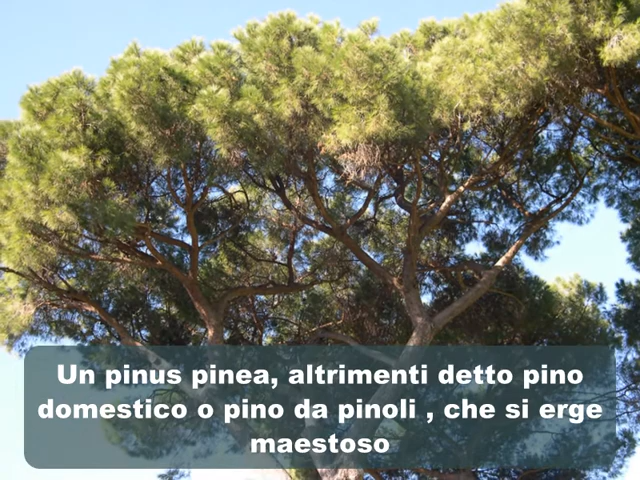 Un pinus pinea, altrimenti detto pino
domestico o pino da pinoli , che si erge
maestoso